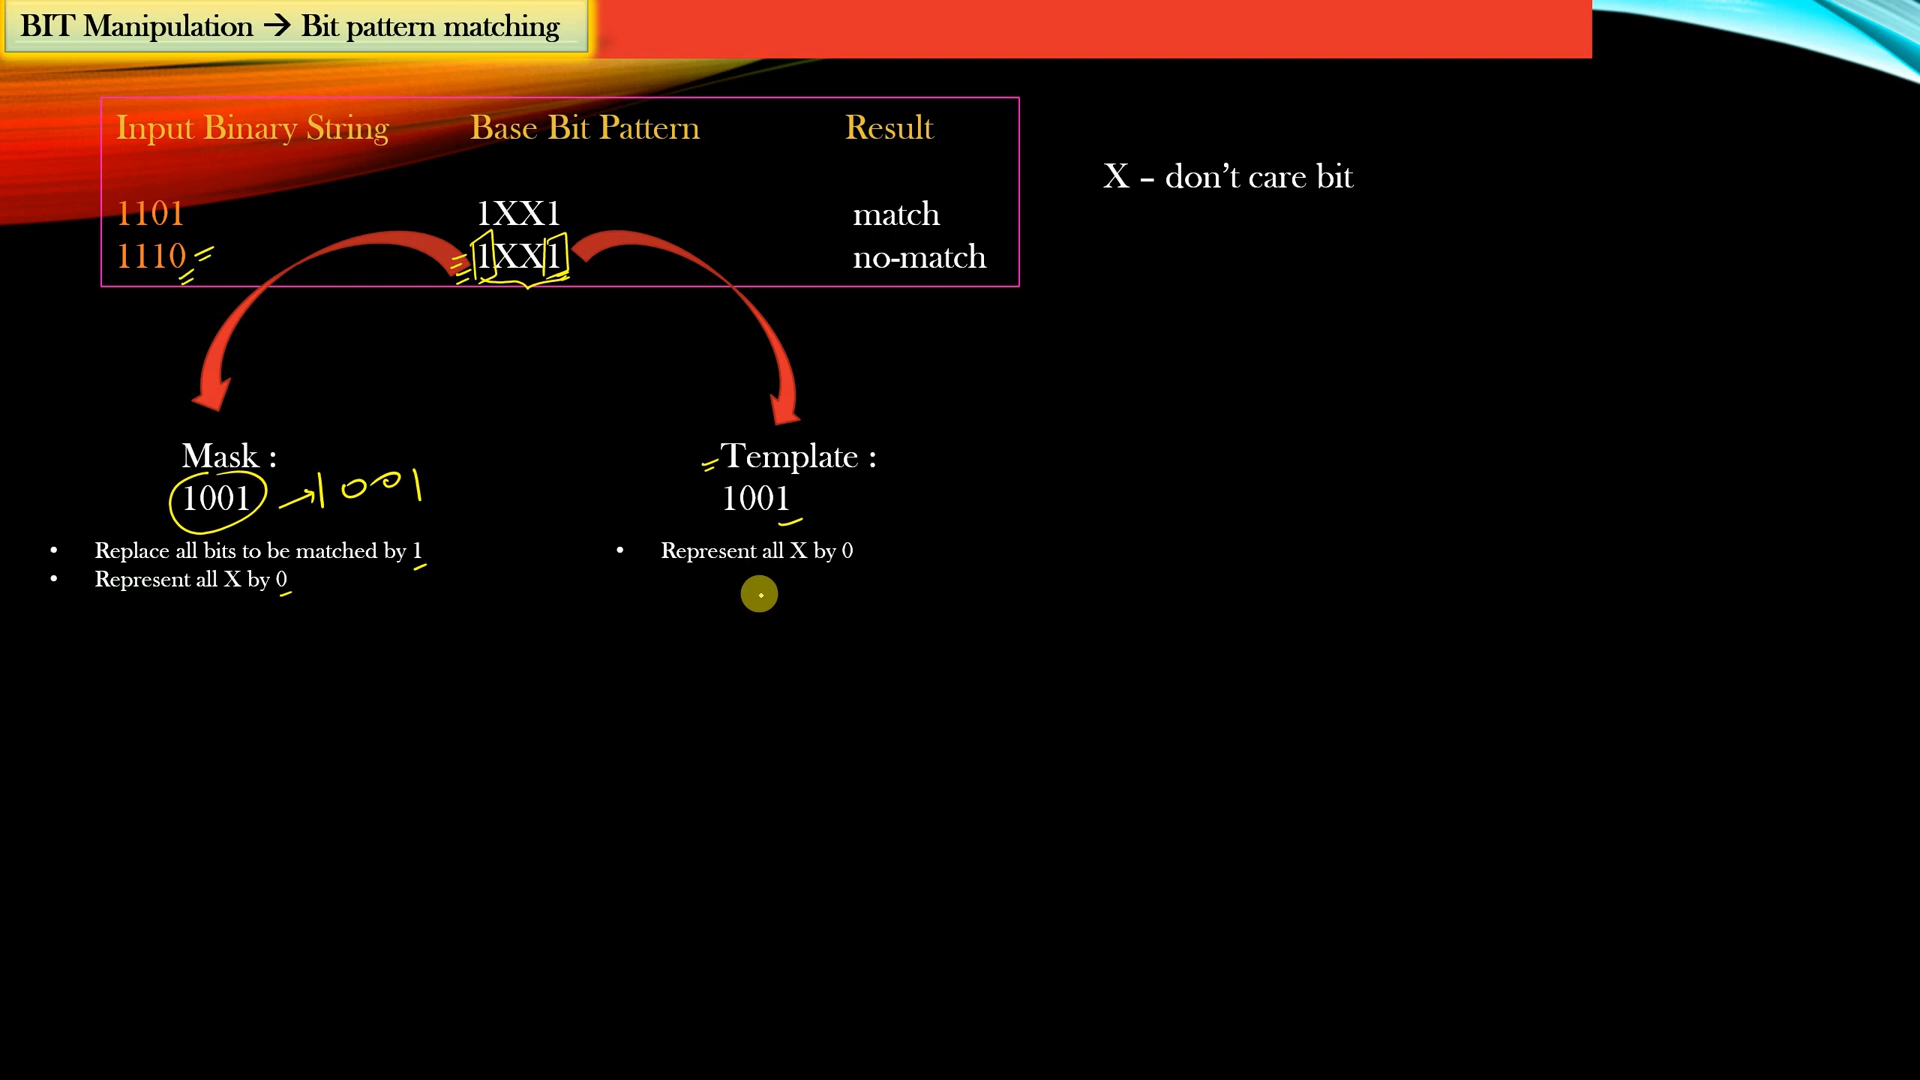 BIT Manipulation → Bit pattern matching
Input Binary String Base Bit Pattern Result
X – don’t care bit
1101 1XX1 match
1110 1XX1 no-match
Mask :
1001 → 1001
• Replace all bits to be matched by 1
• Represent all X by 0
Template :
1001
• Represent all X by 0